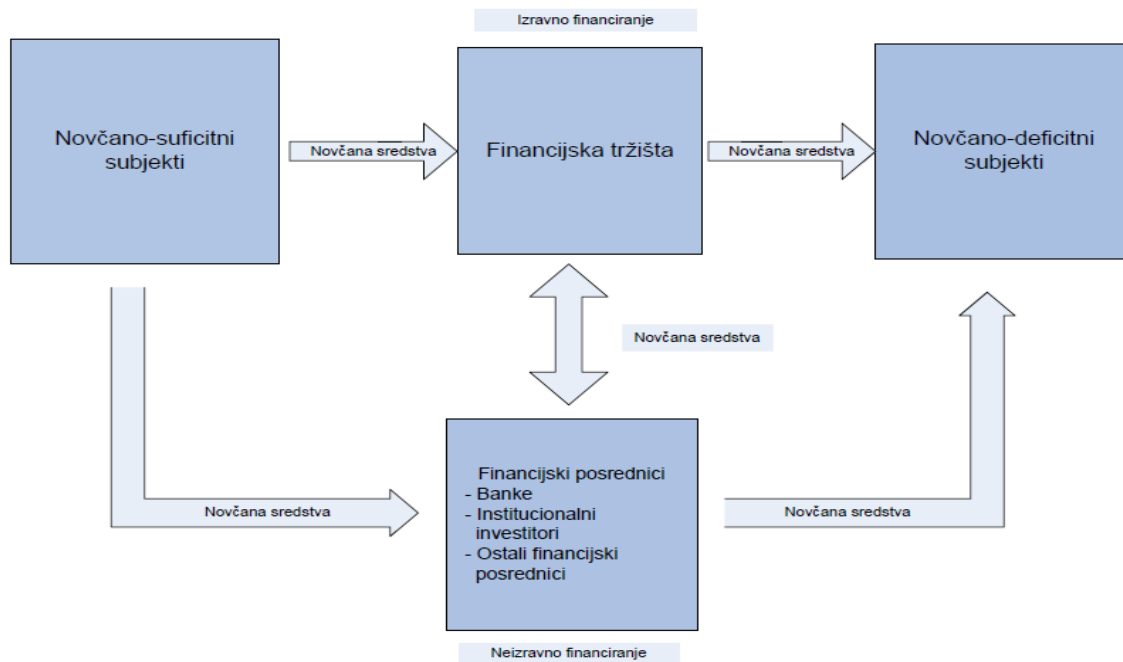 Izravno financiranje
Novčano-suficitni
subjekti
Novčana sredstva
Financijska tržišta
Novčana sredstva
Novčano-deficitni
subjekti
Novčana sredstva
Financijski posrednici
- Banke
- Institucionalni
investitori
- Ostali financijski
posrednici
Novčana sredstva
Novčana sredstva
Neizravno financiranje